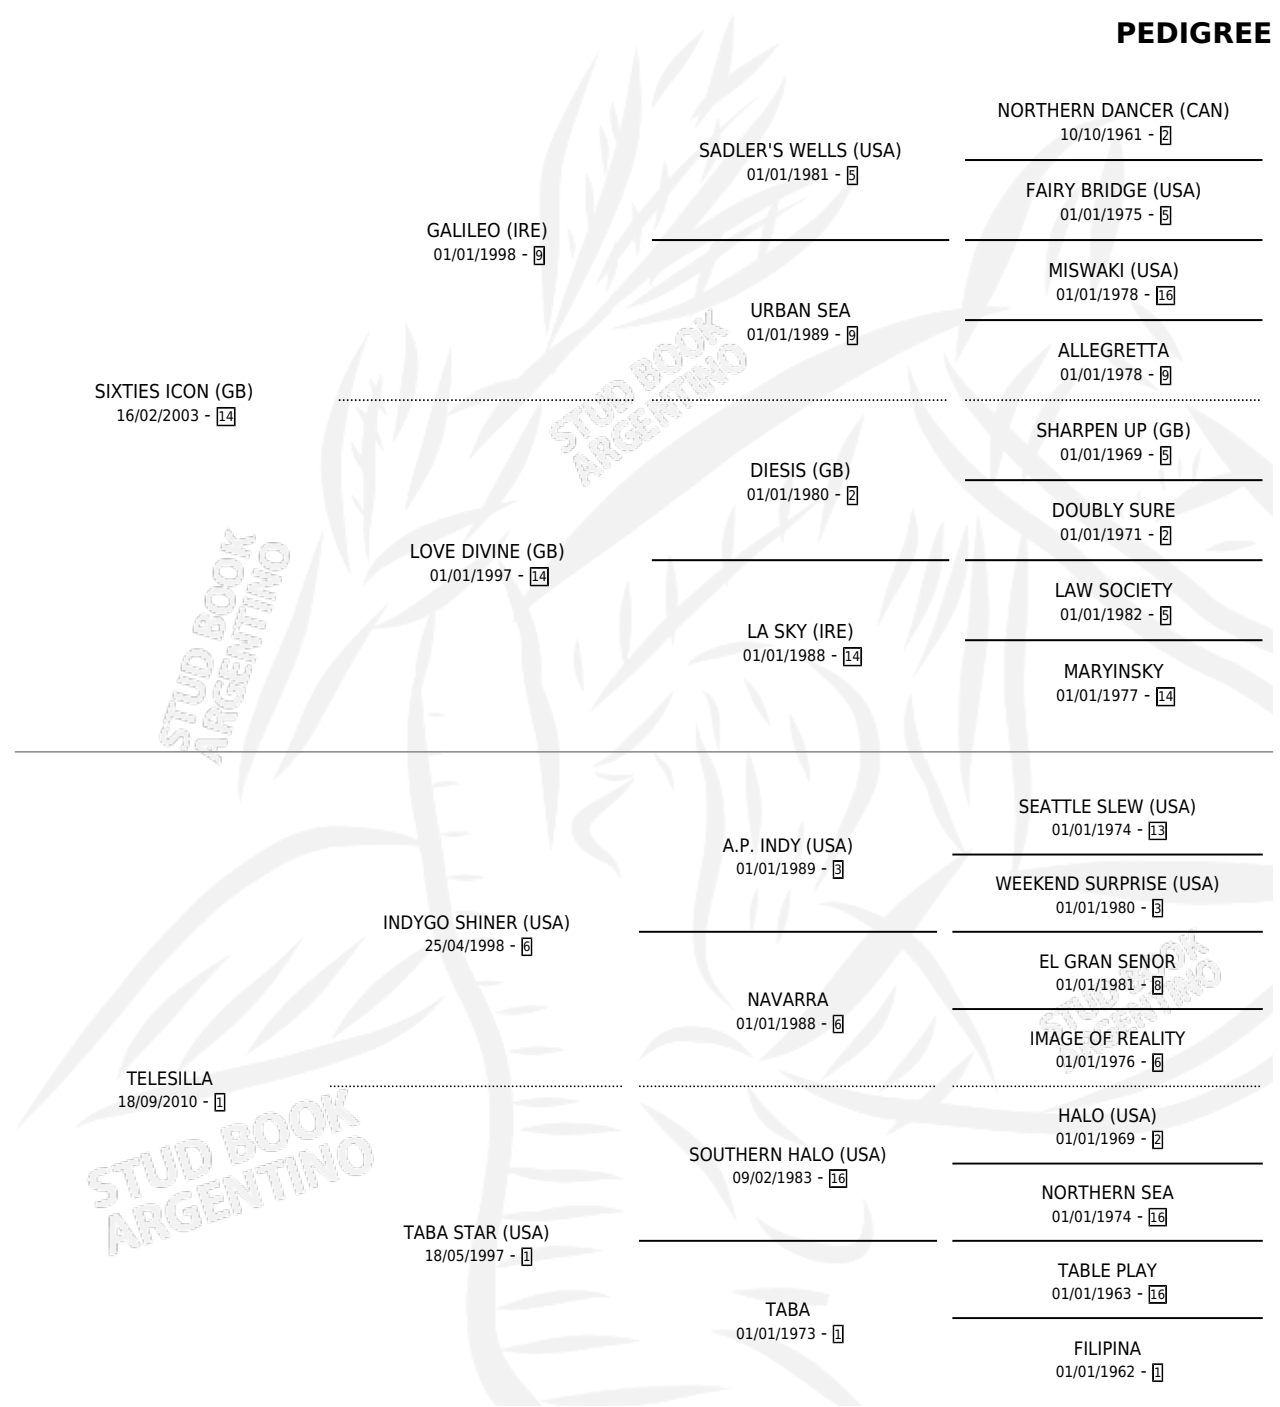 PEDIGREE
NORTHERN DANCER (CAN)
10/10/1961 - 2
SADLER'S WELLS (USA)
01/01/1981 - 5
FAIRY BRIDGE (USA)
01/01/1975 - 5
GALILEO (IRE)
01/01/1998 - 9
MISWAKI (USA)
01/01/1978 - 16
URBAN SEA
01/01/1989 - 9
ALLEGRETTA
01/01/1978 - 9
SIXTIES ICON (GB)
16/02/2003 - 14
SHARPEN UP (GB)
01/01/1969 - 5
DIESIS (GB)
01/01/1980 - 2
DOUBLY SURE
01/01/1971 - 2
LOVE DIVINE (GB)
01/01/1997 - 14
LAW SOCIETY
01/01/1982 - 5
LA SKY (IRE)
01/01/1988 - 14
MARYINSKY
01/01/1977 - 14
SEATTLE SLEW (USA)
01/01/1974 - 13
A.P. INDY (USA)
01/01/1989 - 3
WEEKEND SURPRISE (USA)
01/01/1980 - 3
INDYGO SHINER (USA)
25/04/1998 - 6
EL GRAN SENOR
01/01/1981 - 8
NAVARRA
01/01/1988 - 6
IMAGE OF REALITY
01/01/1976 - 6
TELESILLA
18/09/2010 - 1
HALO (USA)
01/01/1969 - 2
SOUTHERN HALO (USA)
09/02/1983 - 16
NORTHERN SEA
01/01/1974 - 16
TABA STAR (USA)
18/05/1997 - 1
TABLE PLAY
01/01/1963 - 16
TABA
01/01/1973 - 1
FILIPINA
01/01/1962 - 1
STUD BOOK
ARGENTINO
STUD BOOK
ARGENTINO
STUD BOOK
ARGENTINO
STUD BOOK
ARGENTINO